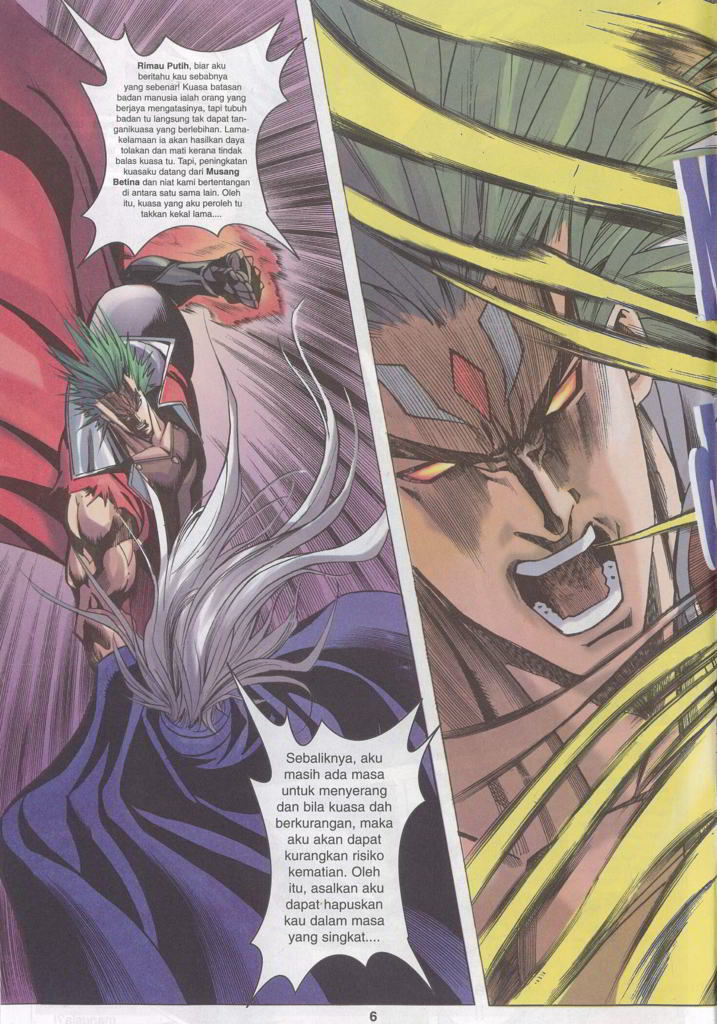 Rimau Putih, biar aku
beritahu kau sebabnya
yang sebenar! Kuasa batasan
badan manusia ialah orang yang
berjaya mengatasinya, tapi tubuh
badan tu langsung tak dapat tan-
ganikuasa yang berlebihan. Lama-
kelamaan ia akan hasilkan daya
tolakan dan mati kerana tindak
balas kuasa tu. Tapi, peningkatan
kuasaku datang dari Musang
Betina dan niat kami bertentangan
di antara satu sama lain. Oleh
itu, kuasa yang aku peroleh tu
takkan kekal lama....
Sebaliknya, aku
masih ada masa
untuk menyerang
dan bila kuasa dah
berkurangan, maka
aku akan dapat
kurangkan risiko
kematian. Oleh
itu, asalkan aku
dapat hapuskan
kau dalam masa
yang singkat....
6